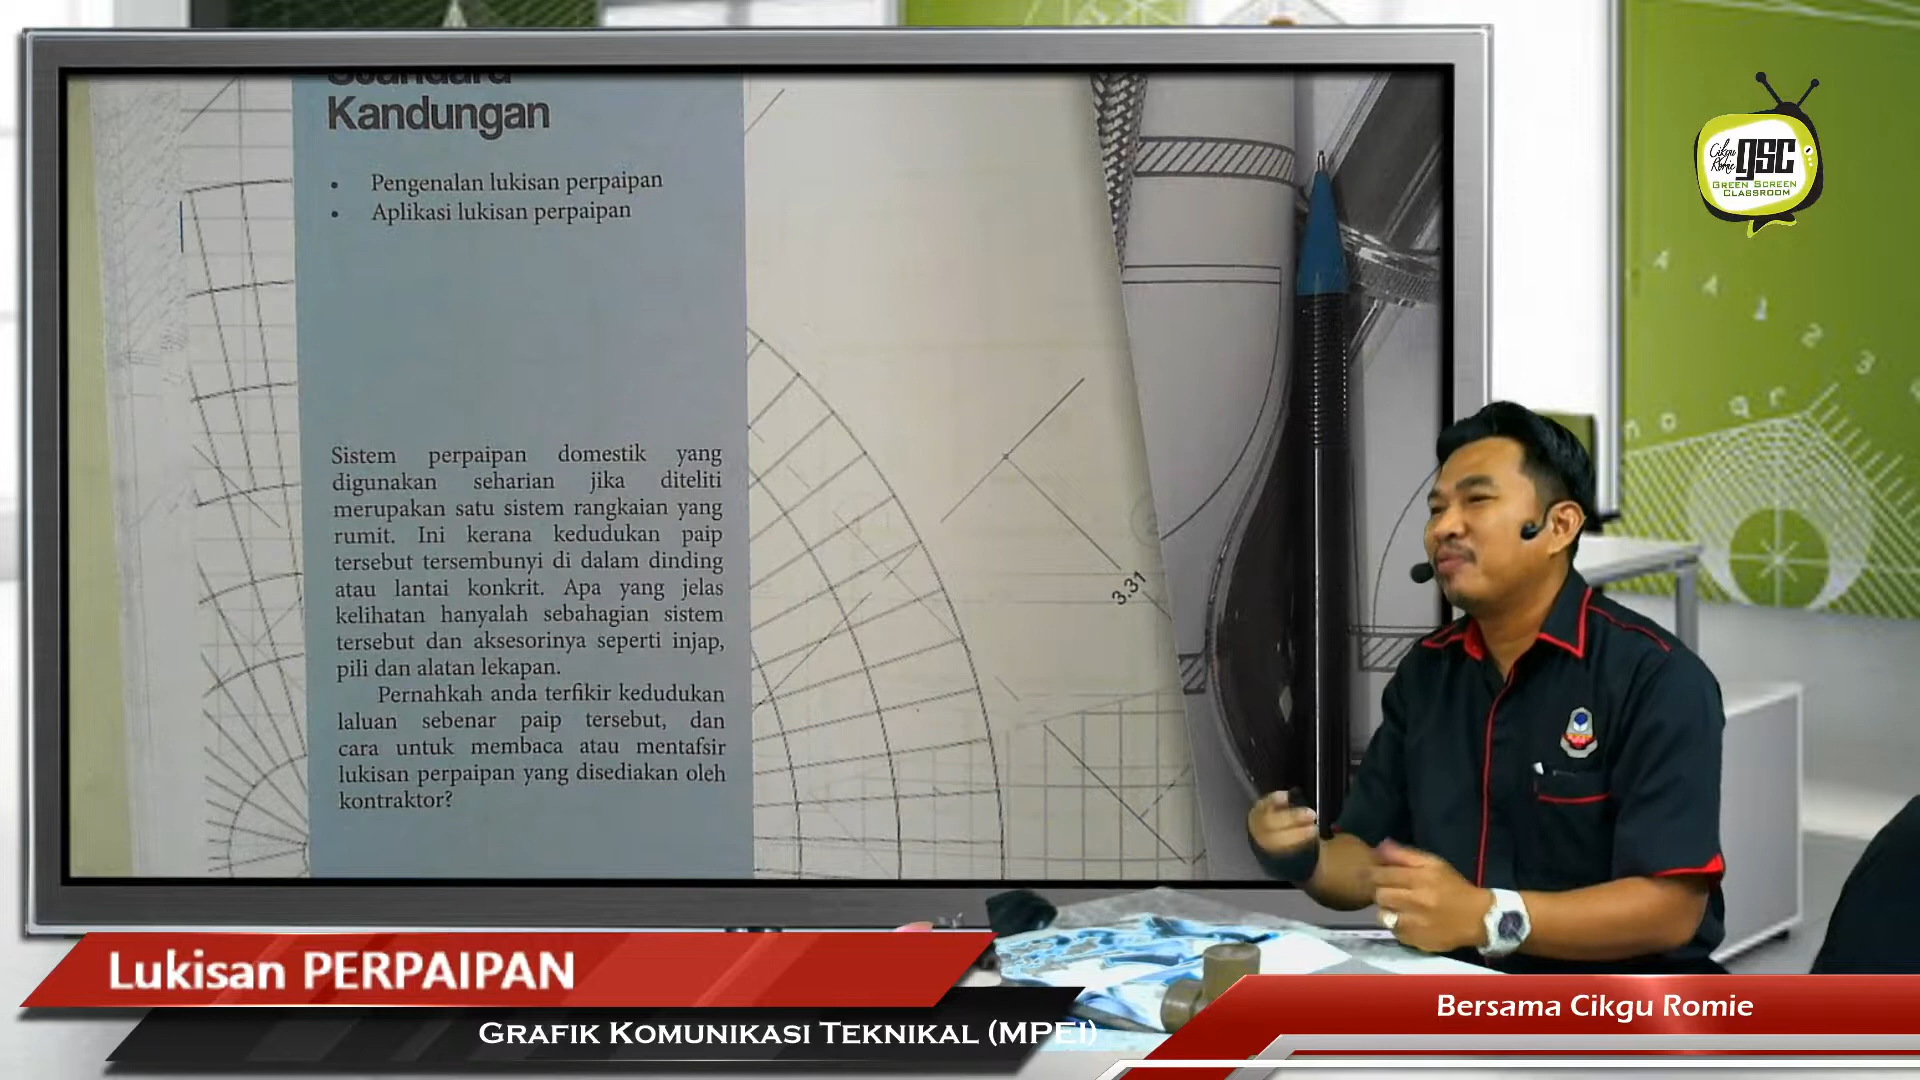 Standard
Kandungan
• Pengenalan lukisan perpaipan
• Aplikasi lukisan perpaipan
Sistem perpaipan domestik yang
digunakan seharian jika diteliti
merupakan satu sistem rangkaian yang
rumit. Ini kerana kedudukan paip
tersebut tersembunyi di dalam dinding
atau lantai konkrit. Apa yang jelas
kelihatan hanyalah sebahagian sistem
tersebut dan aksesorinya seperti injap,
pili dan alatan lekapan.
Pernahkah anda terfikir kedudukan
laluan sebenar paip tersebut, dan
cara untuk membaca atau mentafsir
lukisan perpaipan yang disediakan oleh
kontraktor?
3.31
Cikgu
Romie
GSC
GREEN SCREEN
CLASSROOM
Lukisan PERPAIPAN
GRAFIK KOMUNIKASI TEKNIKAL (MPEI)
Bersama Cikgu Romie